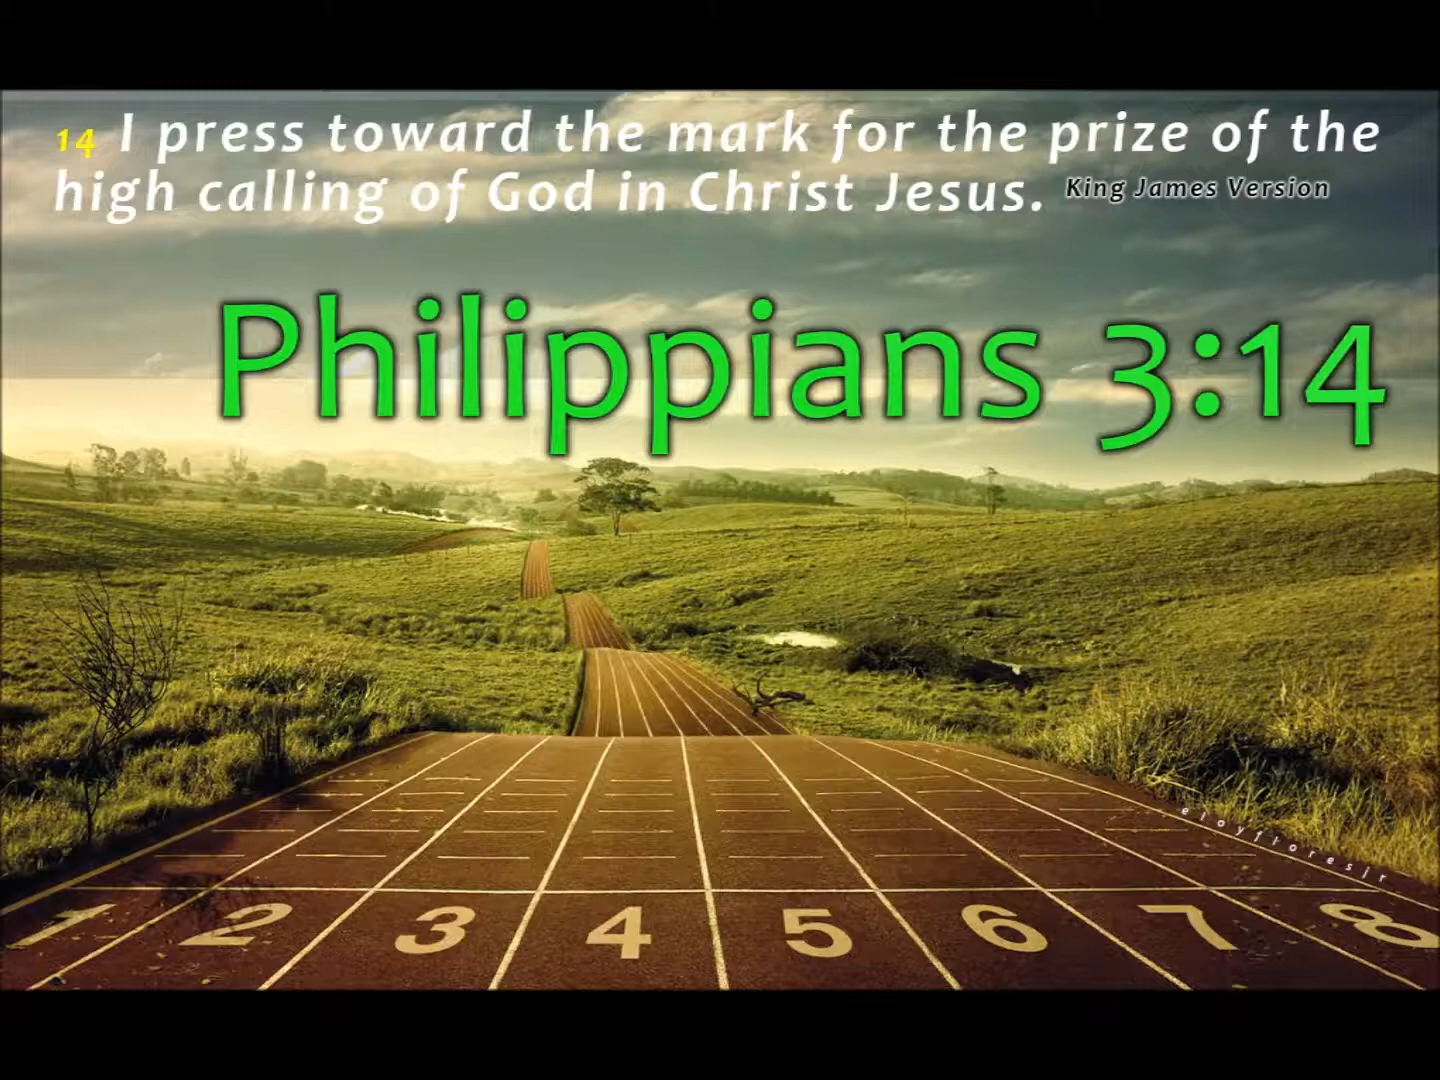 14 I press toward the mark for the prize of the
high calling of God in Christ Jesus. King James Version
Philippians 3:14
eloyfloresjr
1 2 3 4 5 6 7 8